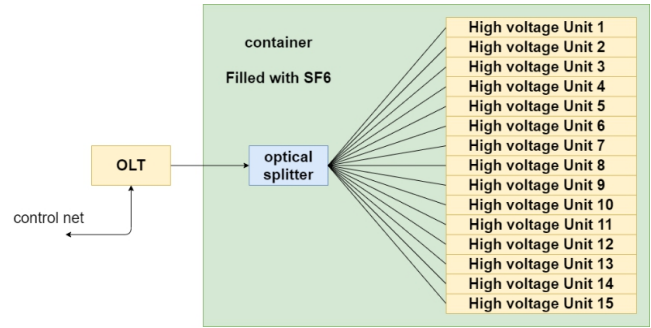 container
Filled with SF6
OLT
optical
splitter
control net
High voltage Unit 1
High voltage Unit 2
High voltage Unit 3
High voltage Unit 4
High voltage Unit 5
High voltage Unit 6
High voltage Unit 7
High voltage Unit 8
High voltage Unit 9
High voltage Unit 10
High voltage Unit 11
High voltage Unit 12
High voltage Unit 13
High voltage Unit 14
High voltage Unit 15